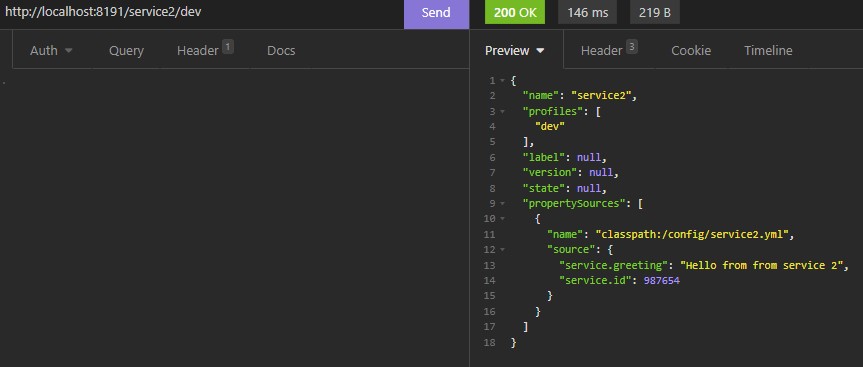 http://localhost:8191/service2/dev Send 200 OK 146 ms 219 B
Auth Query Header 1 Docs Preview Header 3 Cookie Timeline
1 {
2 "name": "service2",
3 "profiles": [
4 "dev"
5 ],
6 "label": null,
7 "version": null,
8 "state": null,
9 "propertySources": [
10 {
11 "name": "classpath:/config/service2.yml",
12 "source": {
13 "service.greeting": "Hello from from service 2",
14 "service.id": 987654
15 }
16 }
17 ]
18 }